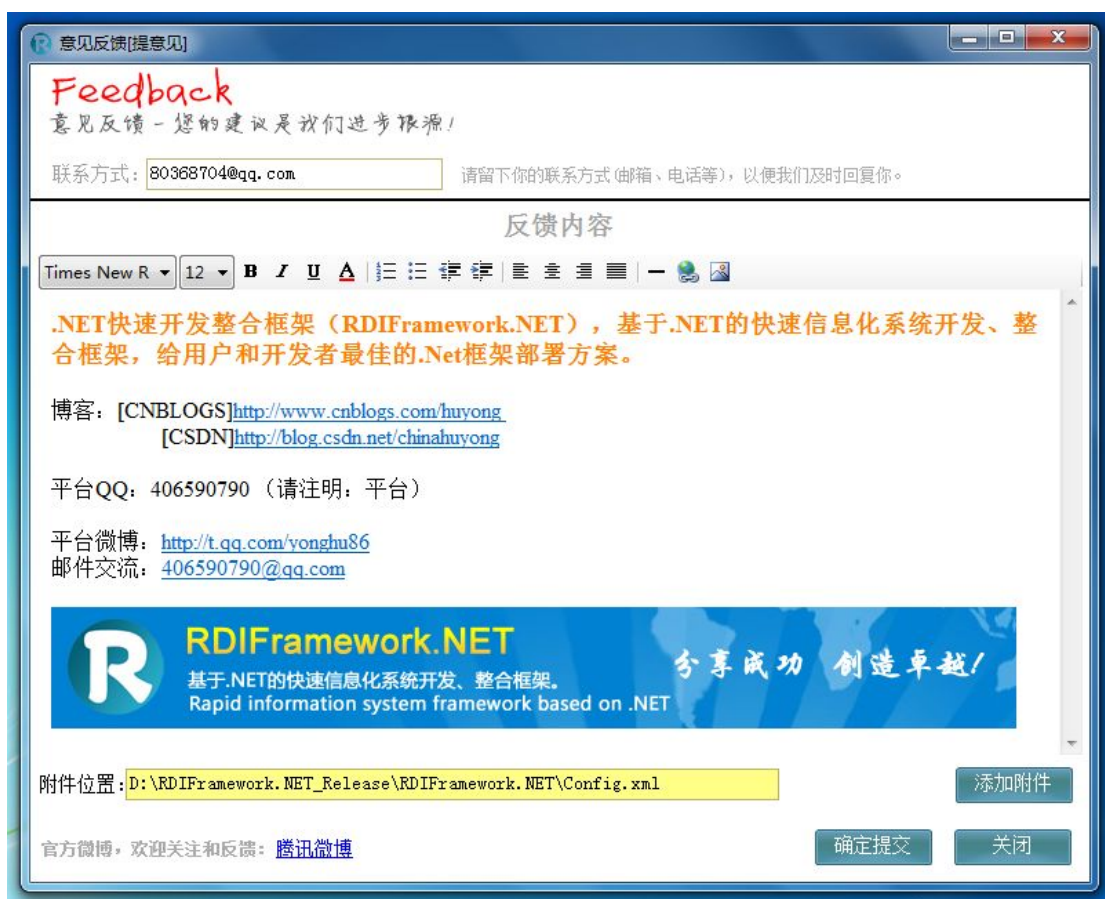 意见反馈[提意见]
Feedback
意见反馈-您的建议是我们进步根源!
联系方式: 80368704@qq.com 请留下你的联系方式(邮箱、电话等), 以便我们及时回复你。
反馈内容
Times New R 12 B I U A
.NET快速开发整合框架（RDIFramework.NET），基于.NET的快速信息化系统开发、整
合框架，给用户和开发者最佳的.Net框架部署方案。
博客：[CNBLOGS]http://www.cnblogs.com/huyong
[CSDN]http://blog.csdn.net/chinahuyong
平台QQ：406590790（请注明：平台）
平台微博：http://t.qq.com/yonghu86
邮件交流：406590790@qq.com
R
RDIFramework.NET
基于.NET的快速信息化系统开发、整合框架。
Rapid information system framework based on .NET
分享成功 创造卓越!
附件位置: D:\RDIFramework.NET_Release\RDIFramework.NET\Config.xml 添加附件
官方微博，欢迎关注和反馈: 腾讯微博 确定提交 关闭